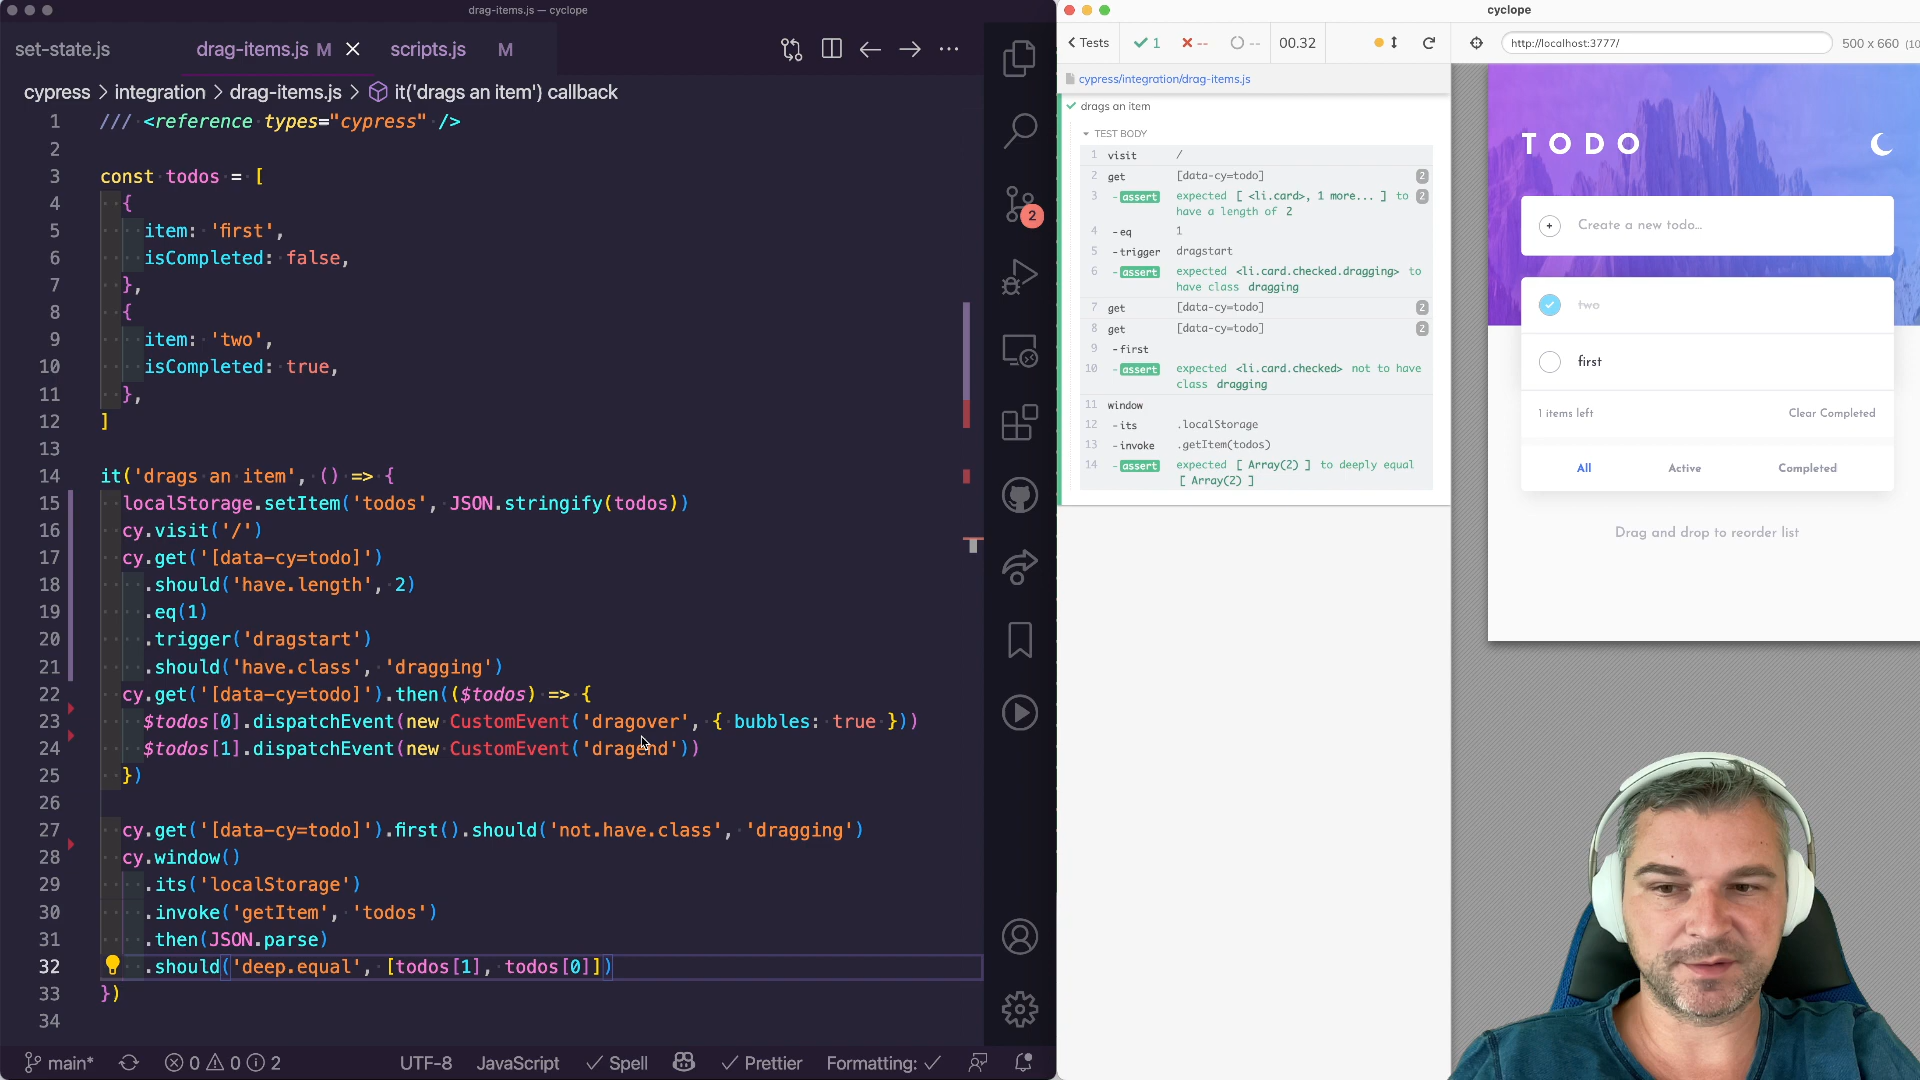 drag-items.js — cyclope
set-state.js
drag-items.js M
scripts.js M
cypress > integration > drag-items.js > it('drags an item') callback
1 /// <reference types="cypress" />
2
3 const todos = [
4 {
5 item: 'first',
6 isCompleted: false,
7 },
8 {
9 item: 'two',
10 isCompleted: true,
11 },
12 ]
13
14 it('drags an item', () => {
15 localStorage.setItem('todos', JSON.stringify(todos))
16 cy.visit('/')
17 cy.get('[data-cy=todo]')
18 .should('have.length', 2)
19 .eq(1)
20 .trigger('dragstart')
21 .should('have.class', 'dragging')
22 cy.get('[data-cy=todo]').then(($todos) => {
23 $todos[0].dispatchEvent(new CustomEvent('dragover', { bubbles: true }))
24 $todos[1].dispatchEvent(new CustomEvent('dragend'))
25 })
26
27 cy.get('[data-cy=todo]').first().should('not.have.class', 'dragging')
28 cy.window()
29 .its('localStorage')
30 .invoke('getItem', 'todos')
31 .then(JSON.parse)
32 .should('deep.equal', [todos[1], todos[0]])
33 })
34
main* 0 0 2 UTF-8 JavaScript Spell Prettier Formatting:
2
cyclope
Tests 1 -- -- 00.32
http://localhost:3777/ 500 x 660 (10
cypress/integration/drag-items.js
drags an item
TEST BODY
1 visit /
2 get [data-cy=todo] 2
3 -assert expected [ <li.card>, 1 more... ] to 2
have a length of 2
4 -eq 1
5 -trigger dragstart
6 -assert expected <li.card.checked.dragging> to
have class dragging
7 get [data-cy=todo] 2
8 get [data-cy=todo] 2
9 -first
10 -assert expected <li.card.checked> not to have
class dragging
11 window
12 -its .localStorage
13 -invoke .getItem(todos)
14 -assert expected [ Array(2) ] to deeply equal
[ Array(2) ]
TODO
Create a new todo...
two
first
1 items left Clear Completed
All Active Completed
Drag and drop to reorder list